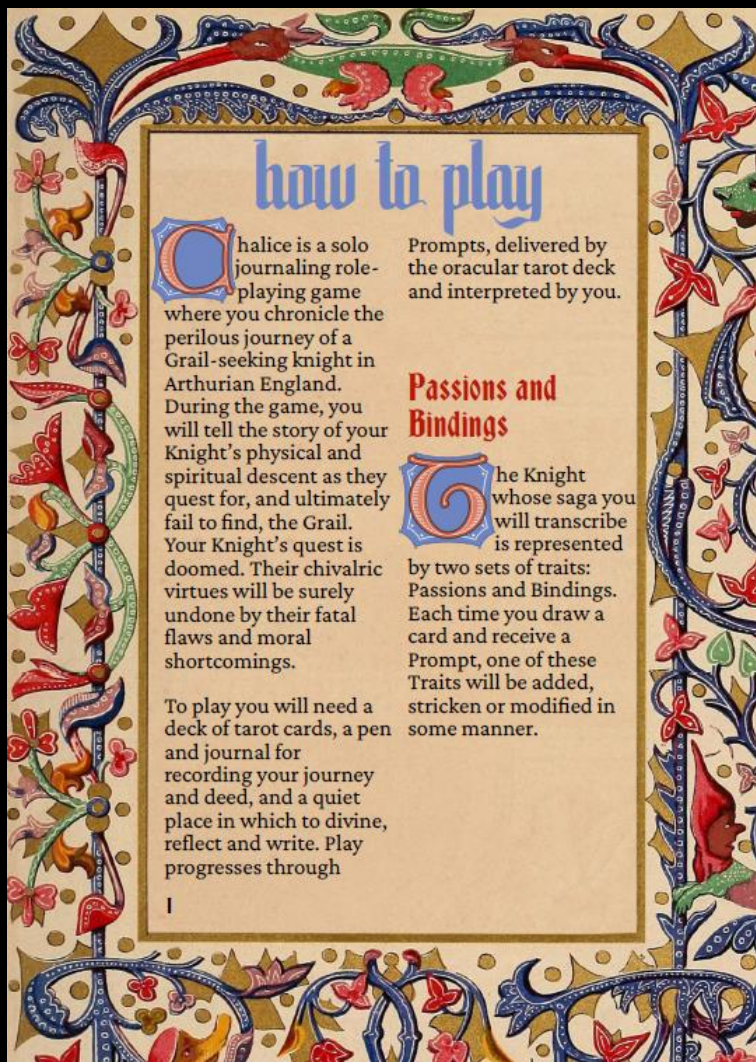 how to play
Chalice is a solo
journaling role-
playing game
where you chronicle the
perilous journey of a
Grail-seeking knight in
Arthurian England.
During the game, you
will tell the story of your
Knight's physical and
spiritual descent as they
quest for, and ultimately
fail to find, the Grail.
Your Knight's quest is
doomed. Their chivalric
virtues will be surely
undone by their fatal
flaws and moral
shortcomings.
To play you will need a
deck of tarot cards, a pen
and journal for
recording your journey
and deed, and a quiet
place in which to divine,
reflect and write. Play
progresses through
Prompts, delivered by
the oracular tarot deck
and interpreted by you.
Passions and
Bindings
The Knight
whose saga you
will transcribe
is represented
by two sets of traits:
Passions and Bindings.
Each time you draw a
card and receive a
Prompt, one of these
Traits will be added,
stricken or modified in
some manner.
1